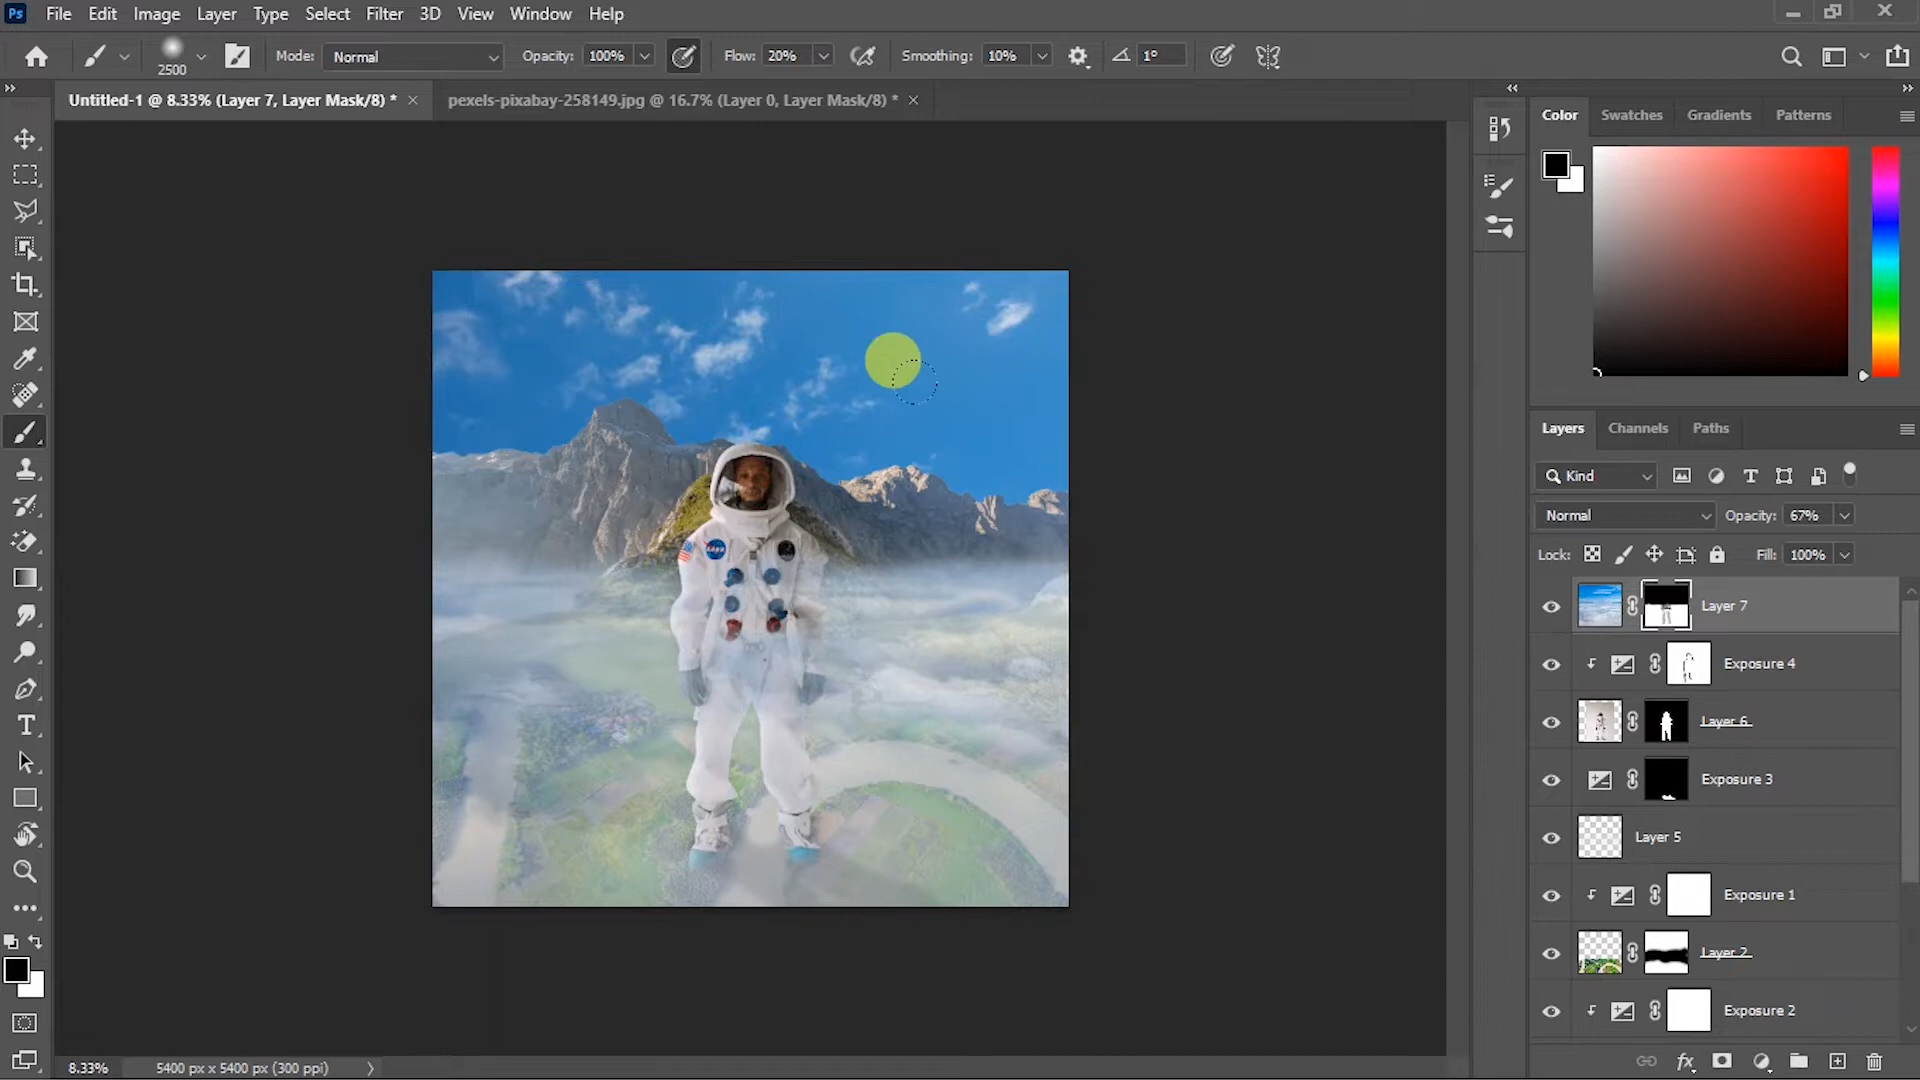 Ps File Edit Image Layer Type Select Filter 3D View Window Help
2500 Mode: Normal Opacity: 100% Flow: 20% Smoothing: 10% 1°
Untitled-1 @ 8.33% (Layer 7, Layer Mask/8) * × pexels-pixabay-258149.jpg @ 16.7% (Layer 0, Layer Mask/8) * ×
Color Swatches Gradients Patterns
Layers Channels Paths
Kind
Normal Opacity: 67%
Lock: Fill: 100%
Layer 7
Exposure 4
Layer 6
Exposure 3
Layer 5
Exposure 1
Layer 2
Exposure 2
NASA
8.33% 5400 px x 5400 px (300 ppi)
fx